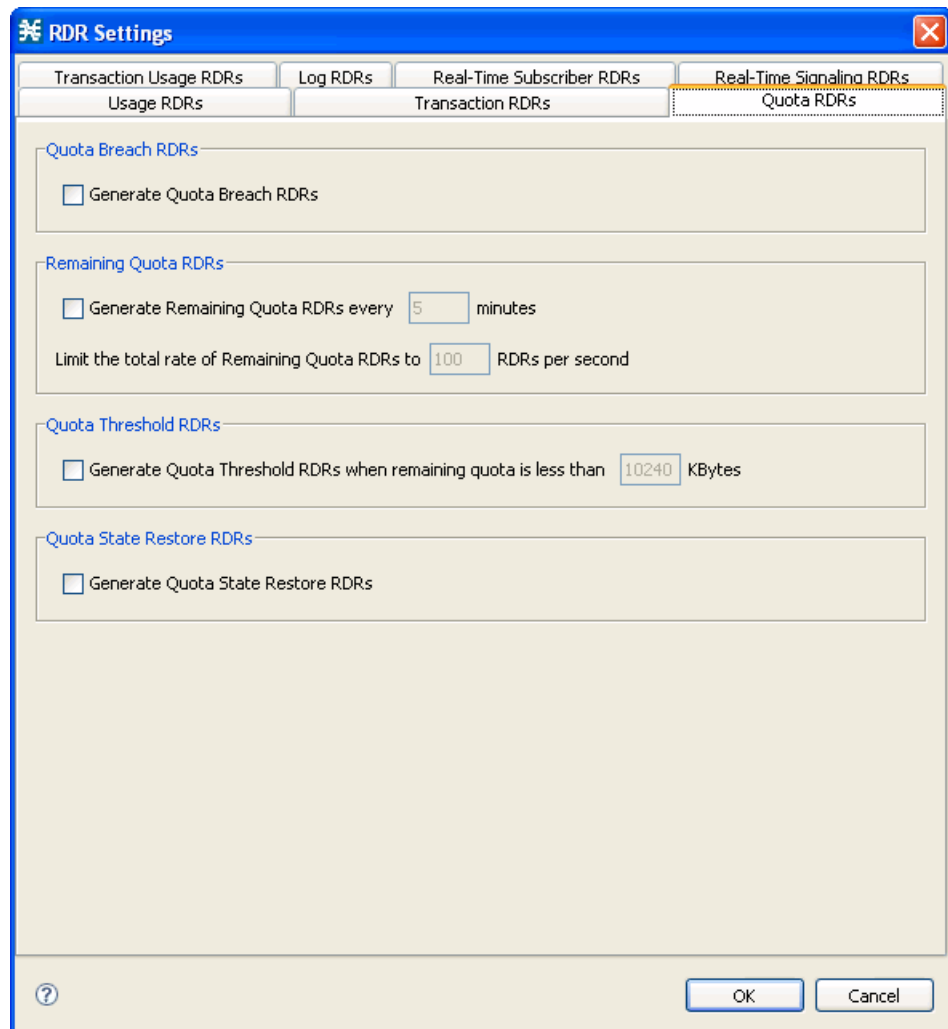 RDR Settings
Transaction Usage RDRs Log RDRs Real-Time Subscriber RDRs Real-Time Signaling RDRs
Usage RDRs Transaction RDRs Quota RDRs
Quota Breach RDRs
Generate Quota Breach RDRs
Remaining Quota RDRs
Generate Remaining Quota RDRs every 5 minutes
Limit the total rate of Remaining Quota RDRs to 100 RDRs per second
Quota Threshold RDRs
Generate Quota Threshold RDRs when remaining quota is less than 10240 KBytes
Quota State Restore RDRs
Generate Quota State Restore RDRs
? OK Cancel